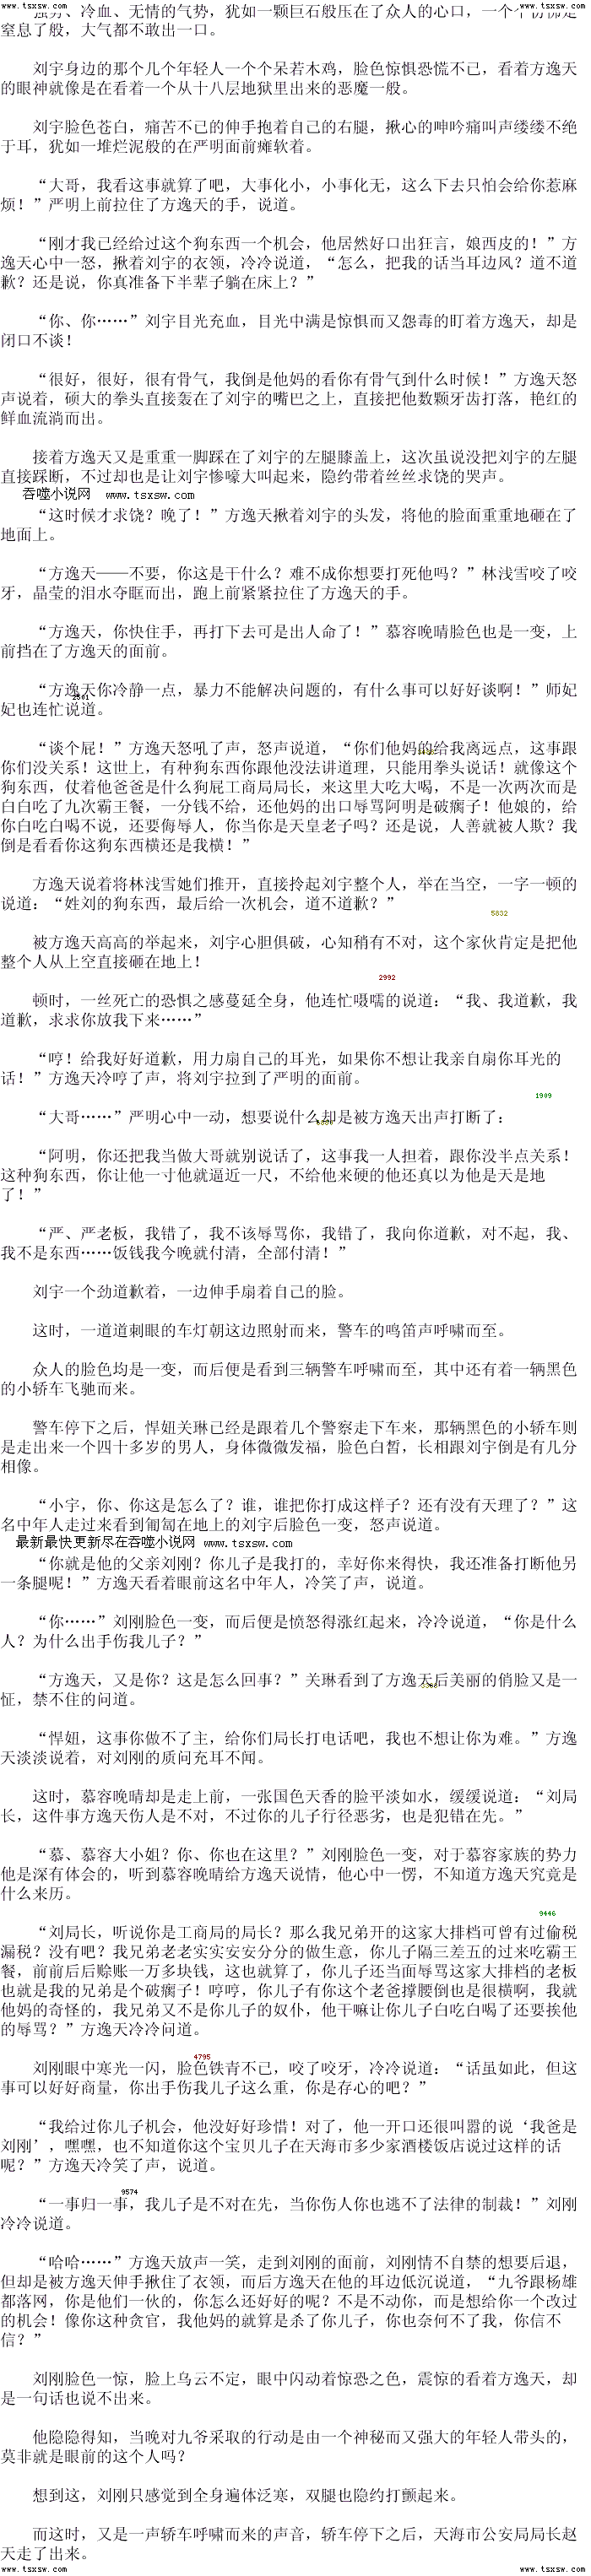 www.tsxsw.com www.tsxsw.com
强势、冷血、无情的气势，犹如一颗巨石般压在了众人的心口，一个个仿佛是
窒息了般，大气都不敢出一口。
刘宇身边的那个几个年轻人一个个呆若木鸡，脸色惊惧恐慌不已，看着方逸天
的眼神就像是在看着一个从十八层地狱里出来的恶魔一般。
刘宇脸色苍白，痛苦不已的伸手抱着自己的右腿，揪心的呻吟痛叫声缕缕不绝
于耳，犹如一堆烂泥般的在严明面前瘫软着。
“大哥，我看这事就算了吧，大事化小，小事化无，这么下去只怕会给你惹麻
烦！”严明上前拉住了方逸天的手，说道。
“刚才我已经给过这个狗东西一个机会，他居然好口出狂言，娘西皮的！”方
逸天心中一怒，揪着刘宇的衣领，冷冷说道，“怎么，把我的话当耳边风？道不道
歉？还是说，你真准备下半辈子躺在床上？”
“你、你……”刘宇目光充血，目光中满是惊惧而又怨毒的盯着方逸天，却是
闭口不谈！
“很好，很好，很有骨气，我倒是他妈的看你有骨气到什么时候！”方逸天怒
声说着，硕大的拳头直接轰在了刘宇的嘴巴之上，直接把他数颗牙齿打落，艳红的
鲜血流淌而出。
接着方逸天又是重重一脚踩在了刘宇的左腿膝盖上，这次虽说没把刘宇的左腿
直接踩断，不过却也是让刘宇惨嚎大叫起来，隐约带着丝丝求饶的哭声。
吞噬小说网 www.tsxsw.com
“这时候才求饶？晚了！”方逸天揪着刘宇的头发，将他的脸面重重地砸在了
地面上。
“方逸天——不要，你这是干什么？难不成你想要打死他吗？”林浅雪咬了咬
牙，晶莹的泪水夺眶而出，跑上前紧紧拉住了方逸天的手。
“方逸天，你快住手，再打下去可是出人命了！”慕容晚晴脸色也是一变，上
前挡在了方逸天的面前。
“方逸天你冷静一点，暴力不能解决问题的，有什么事可以好好谈啊！”师妃
妃也连忙说道。
“谈个屁！”方逸天怒吼了声，怒声说道，“你们他妈的给我离远点，这事跟
你们没关系！这世上，有种狗东西你跟他没法讲道理，只能用拳头说话！就像这个
狗东西，仗着他爸爸是什么狗屁工商局局长，来这里大吃大喝，不是一次两次而是
白白吃了九次霸王餐，一分钱不给，还他妈的出口辱骂阿明是破瘸子！他娘的，给
你白吃白喝不说，还要侮辱人，你当你是天皇老子吗？还是说，人善就被人欺？我
倒是看看你这狗东西横还是我横！”
方逸天说着将林浅雪她们推开，直接拎起刘宇整个人，举在当空，一字一顿的
说道：“姓刘的狗东西，最后给一次机会，道不道歉？”
5832
被方逸天高高的举起来，刘宇心胆俱破，心知稍有不对，这个家伙肯定是把他
整个人从上空直接砸在地上！
2992
顿时，一丝死亡的恐惧之感蔓延全身，他连忙嗫嚅的说道：“我、我道歉，我
道歉，求求你放我下来……”
“哼！给我好好道歉，用力扇自己的耳光，如果你不想让我亲自扇你耳光的
话！”方逸天冷哼了声，将刘宇拉到了严明的面前。
1909
“大哥……”严明心中一动，想要说什么却是被方逸天出声打断了：
“阿明，你还把我当做大哥就别说话了，这事我一人担着，跟你没半点关系！
这种狗东西，你让他一寸他就逼近一尺，不给他来硬的他还真以为他是天是地
了！”
“严、严老板，我错了，我不该辱骂你，我错了，我向你道歉，对不起，我、
我不是东西……饭钱我今晚就付清，全部付清！”
刘宇一个劲道歉着，一边伸手扇着自己的脸。
这时，一道道刺眼的车灯朝这边照射而来，警车的鸣笛声呼啸而至。
众人的脸色均是一变，而后便是看到三辆警车呼啸而至，其中还有着一辆黑色
的小轿车飞驰而来。
警车停下之后，悍妞关琳已经是跟着几个警察走下车来，那辆黑色的小轿车则
是走出来一个四十多岁的男人，身体微微发福，脸色白皙，长相跟刘宇倒是有几分
相像。
“小宇，你、你这是怎么了？谁，谁把你打成这样子？还有没有天理了？”这
名中年人走过来看到匍匐在地上的刘宇后脸色一变，怒声说道。
最新最快更新尽在吞噬小说网 www.tsxsw.com
“你就是他的父亲刘刚？你儿子是我打的，幸好你来得快，我还准备打断他另
一条腿呢！”方逸天看着眼前这名中年人，冷笑了声，说道。
“你……”刘刚脸色一变，而后便是愤怒得涨红起来，冷冷说道，“你是什么
人？为什么出手伤我儿子？”
“方逸天，又是你？这是怎么回事？”关琳看到了方逸天后美丽的俏脸又是一
怔，禁不住的问道。
“悍妞，这事你做不了主，给你们局长打电话吧，我也不想让你为难。”方逸
天淡淡说着，对刘刚的质问充耳不闻。
这时，慕容晚晴却是走上前，一张国色天香的脸平淡如水，缓缓说道：“刘局
长，这件事方逸天伤人是不对，不过你的儿子行径恶劣，也是犯错在先。”
“慕、慕容大小姐？你、你也在这里？”刘刚脸色一变，对于慕容家族的势力
他是深有体会的，听到慕容晚晴给方逸天说情，他心中一愣，不知道方逸天究竟是
什么来历。
9446
“刘局长，听说你是工商局的局长？那么我兄弟开的这家大排档可曾有过偷税
漏税？没有吧？我兄弟老老实实安安分分的做生意，你儿子隔三差五的过来吃霸王
餐，前前后后赊账一万多块钱，这也就算了，你儿子还当面辱骂这家大排档的老板
也就是我的兄弟是个破瘸子！哼哼，你儿子有你这个老爸撑腰倒也是很横啊，我就
他妈的奇怪的，我兄弟又不是你儿子的奴仆，他干嘛让你儿子白吃白喝了还要挨他
的辱骂？”方逸天冷冷问道。
4795
刘刚眼中寒光一闪，脸色铁青不已，咬了咬牙，冷冷说道：“话虽如此，但这
事可以好好商量，你出手伤我儿子这么重，你是存心的吧？”
“我给过你儿子机会，他没好好珍惜！对了，他一开口还很叫嚣的说‘我爸是
刘刚’，嘿嘿，也不知道你这个宝贝儿子在天海市多少家酒楼饭店说过这样的话
呢？”方逸天冷笑了声，说道。
9574
“一事归一事，我儿子是不对在先，当你伤人你也逃不了法律的制裁！”刘刚
冷冷说道。
“哈哈……”方逸天放声一笑，走到刘刚的面前，刘刚情不自禁的想要后退，
但却是被方逸天伸手揪住了衣领，而后方逸天在他的耳边低沉说道，“九爷跟杨雄
都落网，你是他们一伙的，你怎么还好好的呢？不是不动你，而是想给你一个改过
的机会！像你这种贪官，我他妈的就算是杀了你儿子，你也奈何不了我，你信不
信？”
刘刚脸色一惊，脸上乌云不定，眼中闪动着惊恐之色，震惊的看着方逸天，却
是一句话也说不出来。
他隐隐得知，当晚对九爷采取的行动是由一个神秘而又强大的年轻人带头的，
莫非就是眼前的这个人吗？
想到这，刘刚只感觉到全身遍体泛寒，双腿也隐约打颤起来。
而这时，又是一声轿车呼啸而来的声音，轿车停下之后，天海市公安局局长赵
天走了出来。
www.tsxsw.com www.tsxsw.com